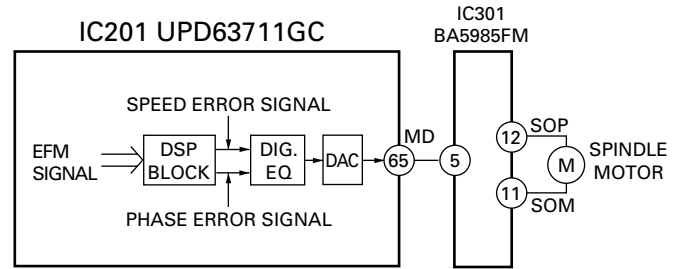 IC201 UPD63711GC
IC301
BA5985FM
SPEED ERROR SIGNAL
EFM
SIGNAL
DSP
BLOCK
DIG.
EQ
DAC
65
MD
5
12
SOP
M
SPINDLE
MOTOR
11
SOM
PHASE ERROR SIGNAL